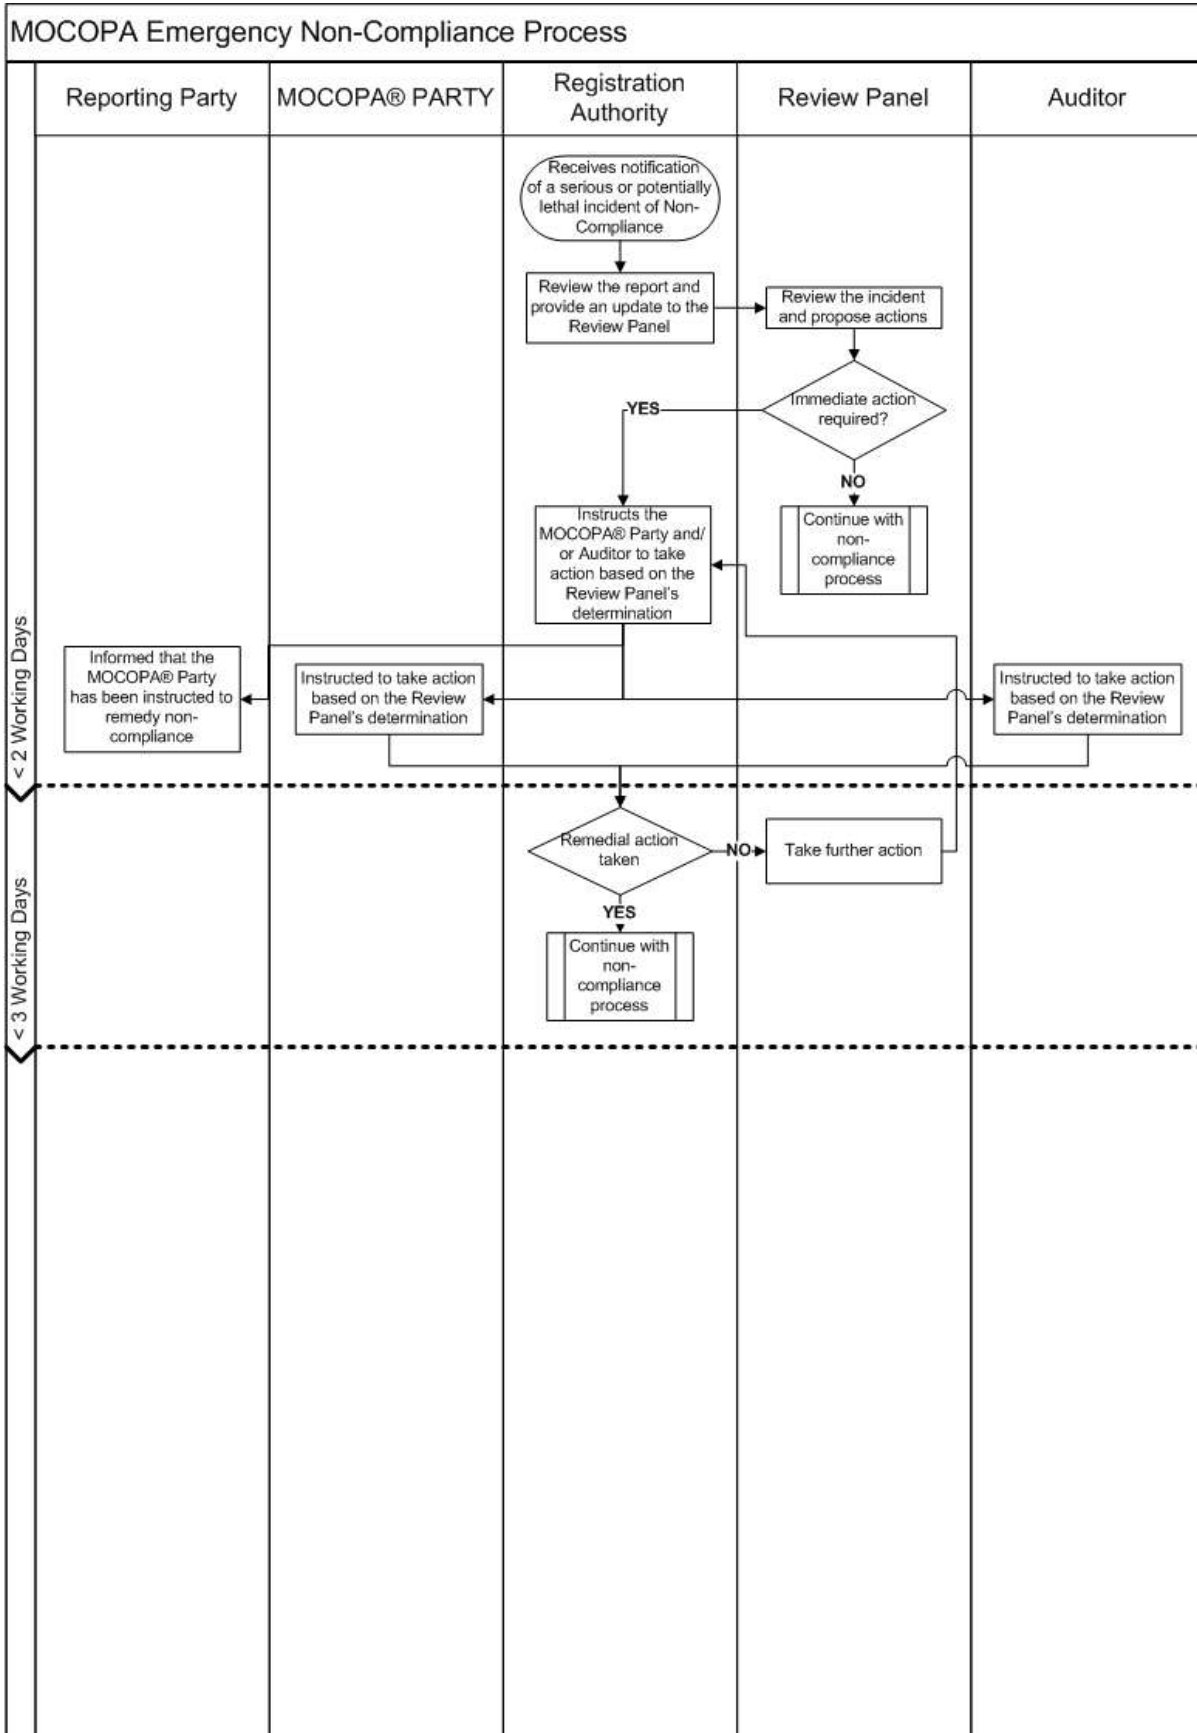 MOCOPA Emergency Non-Compliance Process
Reporting Party
MOCOPA® PARTY
Registration
Authority
Review Panel
Auditor
Receives notification
of a serious or potentially
lethal incident of Non-
Compliance
Review the report and
provide an update to the
Review Panel
Review the incident
and propose actions
Immediate action
required?
YES
NO
Instructs the
MOCOPA® Party and/
or Auditor to take
action based on the
Review Panel's
determination
Continue with
non-
compliance
process
< 2 Working Days
Informed that the
MOCOPA® Party
has been instructed to
remedy non-
compliance
Instructed to take action
based on the Review
Panel's determination
Instructed to take action
based on the Review
Panel's determination
< 3 Working Days
Remedial action
taken
NO
Take further action
YES
Continue with
non-
compliance
process